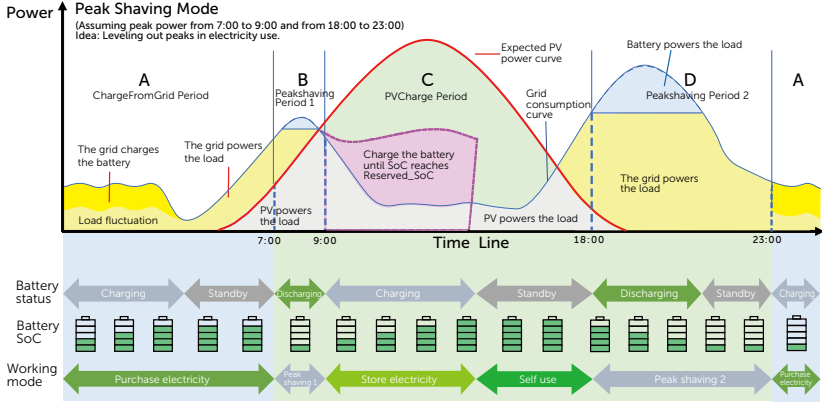 Power
Peak Shaving Mode
(Assuming peak power from 7:00 to 9:00 and from 18:00 to 23:00)
Idea: Leveling out peaks in electricity use.
A
ChargeFromGrid Period
B
Peakshaving
Period 1
C
PVCharge Period
Expected PV
power curve
Grid
consumption
curve
Battery powers the load
D
Peakshaving Period 2
A
The grid charges
the battery
The grid powers
the load
Charge the battery
until SoC reaches
Reserved_SoC
The grid powers
the load
Load fluctuation
PV powers
the load
PV powers the load
7:00
9:00
Time Line
18:00
23:00
Battery
status
Charging
Standby
Discharging
Charging
Standby
Discharging
Standby
Charging
Battery
SoC
Working
mode
Purchase electricity
Peak
shaving 1
Store electricity
Self use
Peak shaving 2
Purchase
electricity